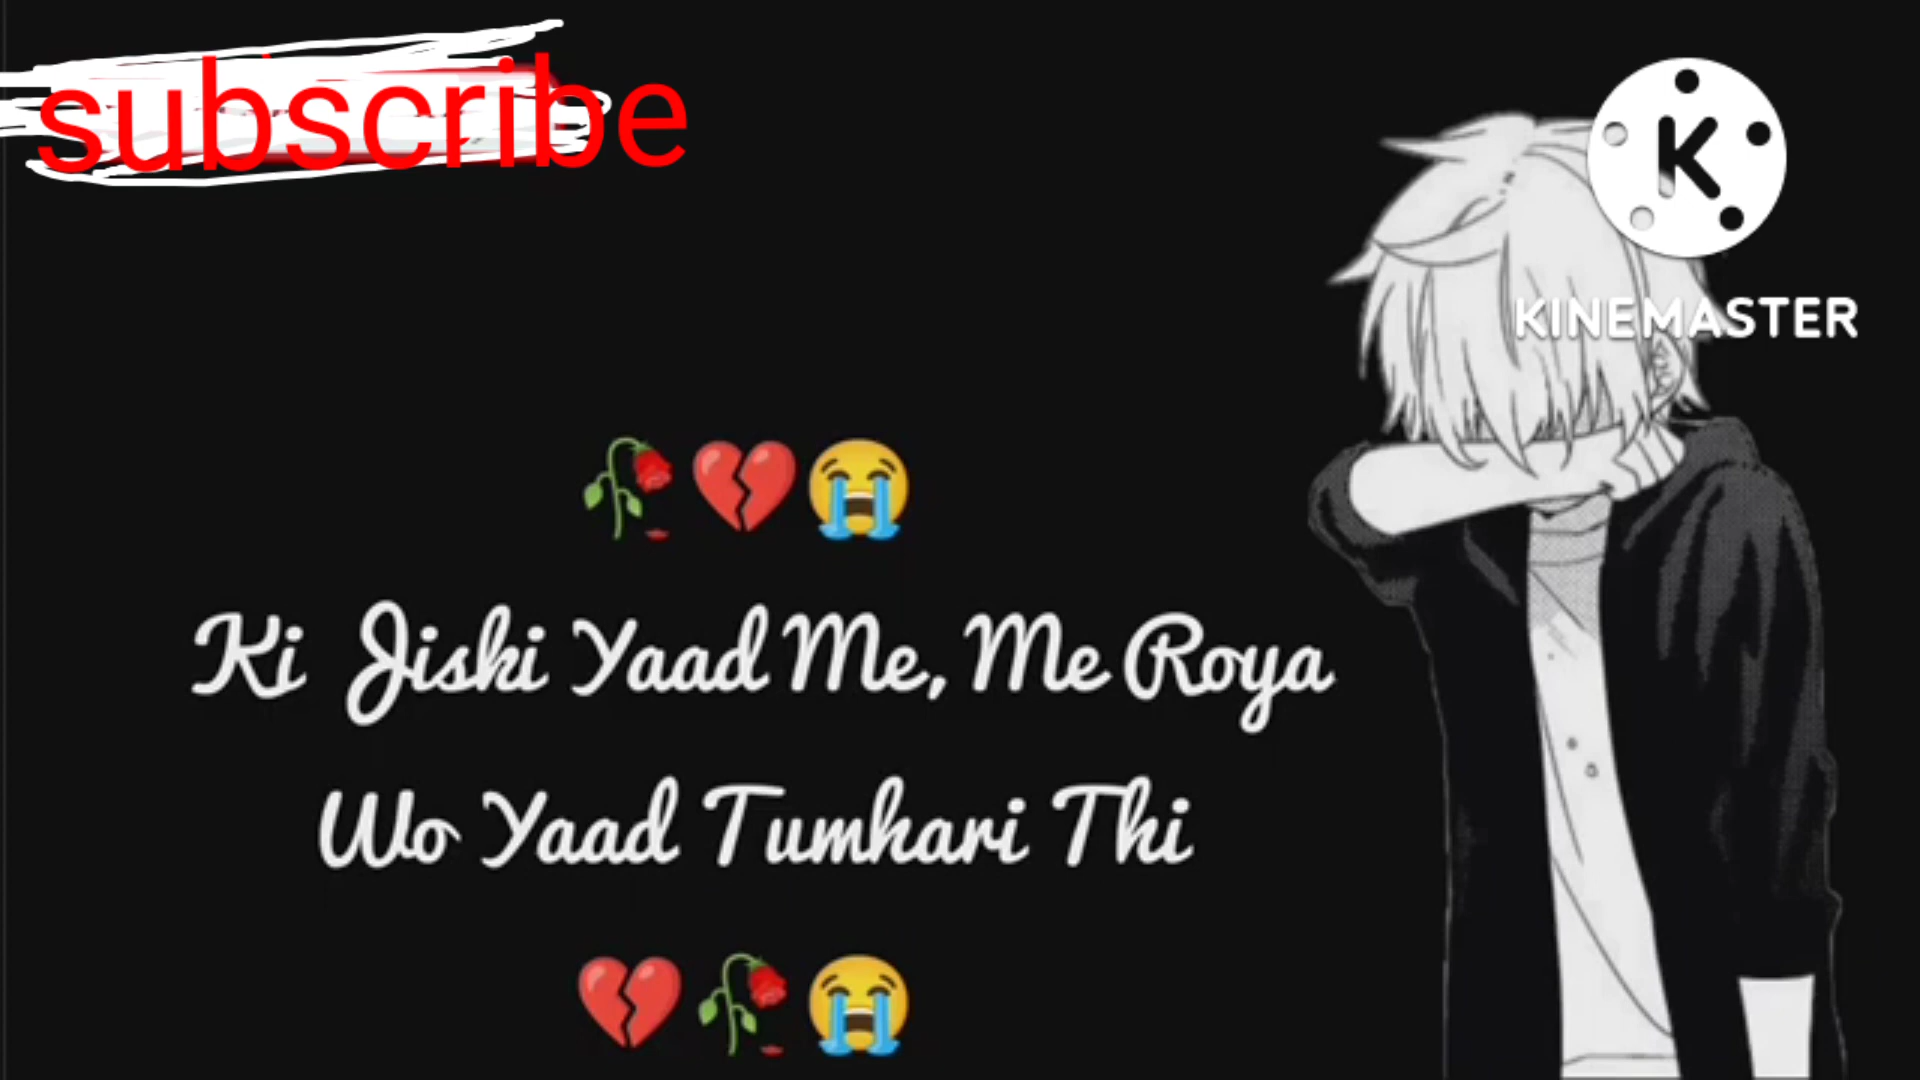 subscribe
K
KINEMASTER
🥀💔😭
Ki Jiski Yaad Me, Me Roya
Wo Yaad Tumhari Thi
💔🥀😭